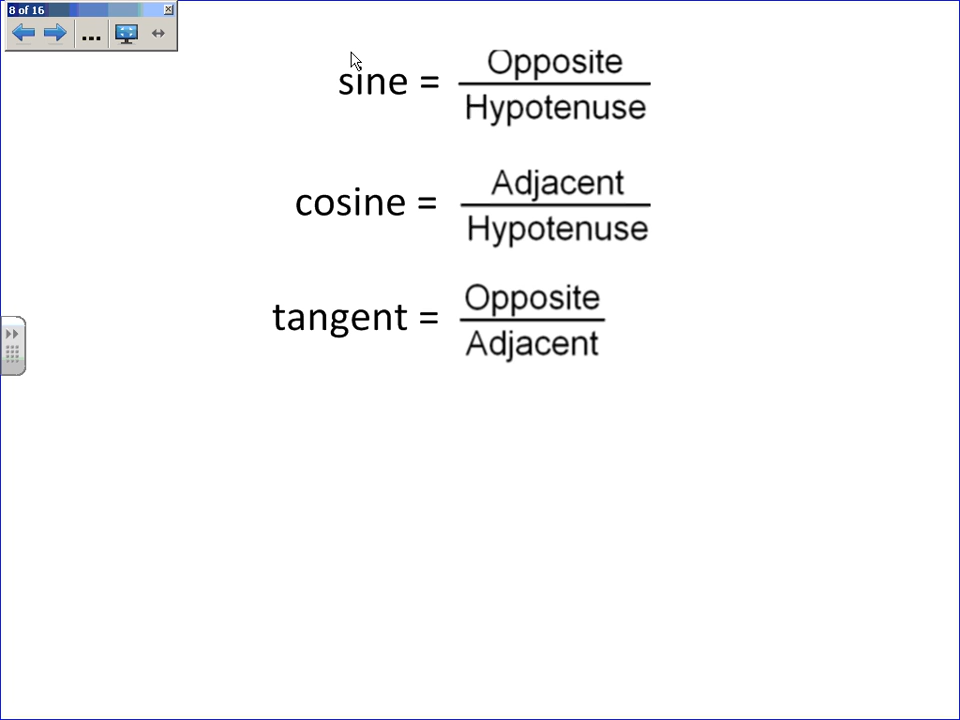 8 of 16
...
sine = Opposite
Hypotenuse
cosine = Adjacent
Hypotenuse
tangent = Opposite
Adjacent